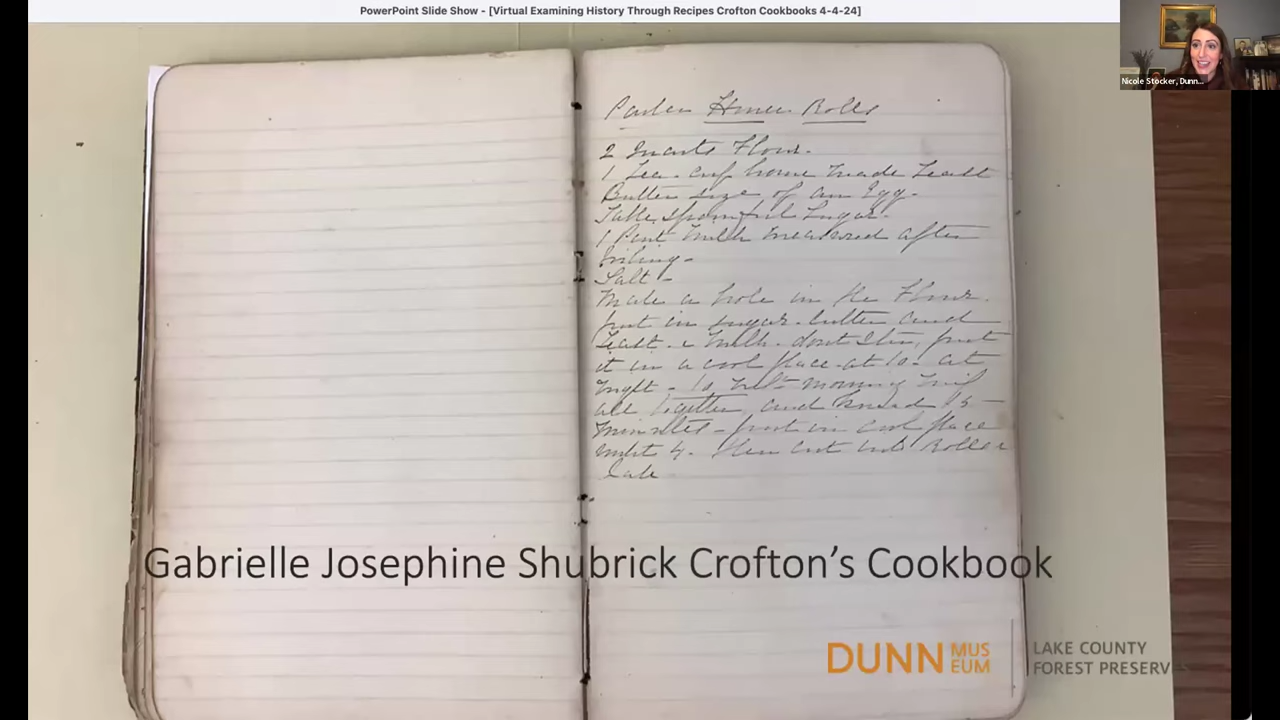 PowerPoint Slide Show - [Virtual Examining History Through Recipes Crofton Cookbooks 4-4-24]
Nicole Stocker, Dunn...
Parker House Rolls
2 Quarts Flour.
1 Tea-cup home made Yeast
Butter size of an Egg-
Table spoonful Sugar.
1 Pint Milk measured after
boiling-
Salt-
Make a hole in the Flour.
put in sugar. butter and
Yeast. & Milk. dont stir, put
it in a cool place at 10- at
night - morning
all together, and knead 15
minutes - put in cool place
until 4. then cut into Rolls
Gabrielle Josephine Shubrick Crofton's Cookbook
DUNN MUSEUM
LAKE COUNTY
FOREST PRESERVES